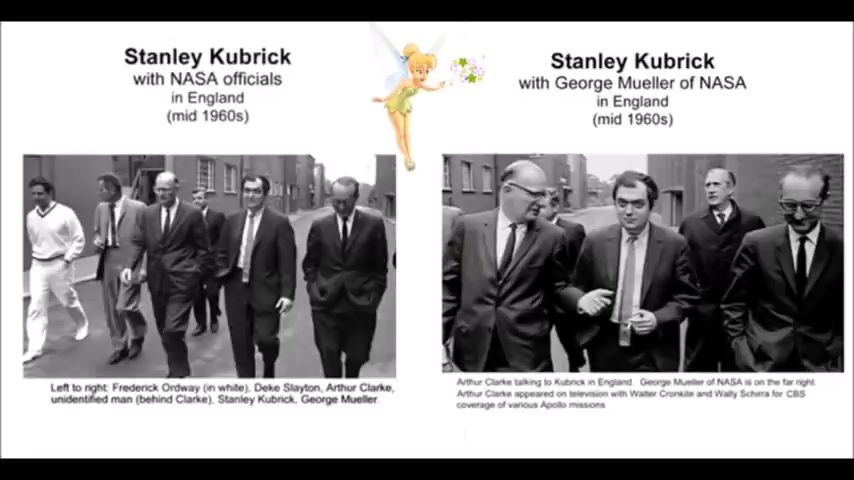 Stanley Kubrick
with NASA officials
in England
(mid 1960s)
Left to right: Frederick Ordway (in white), Deke Slayton, Arthur Clarke,
unidentified man (behind Clarke), Stanley Kubrick, George Mueller.
Stanley Kubrick
with George Mueller of NASA
in England
(mid 1960s)
Arthur Clarke talking to Kubrick in England. George Mueller of NASA is on the far right.
Arthur Clarke appeared on television with Walter Cronkite and Wally Schirra for CBS
coverage of various Apollo missions